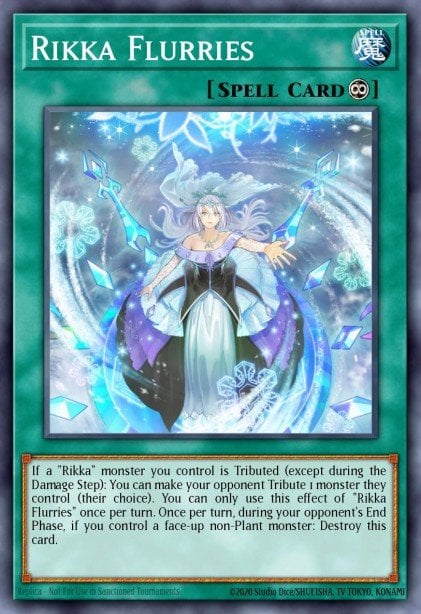 Rikka Flurries
SPELL
魔
[Spell Card]
If a "Rikka" monster you control is Tributed (except during the
Damage Step): You can make your opponent Tribute 1 monster they
control (their choice). You can only use this effect of "Rikka
Flurries" once per turn. Once per turn, during your opponent's End
Phase, if you control a face-up non-Plant monster: Destroy this
card.
Replica - Not For Use in Sanctioned Tournaments
©2020 Studio Dice/SHUEISHA, TV TOKYO, KONAMI